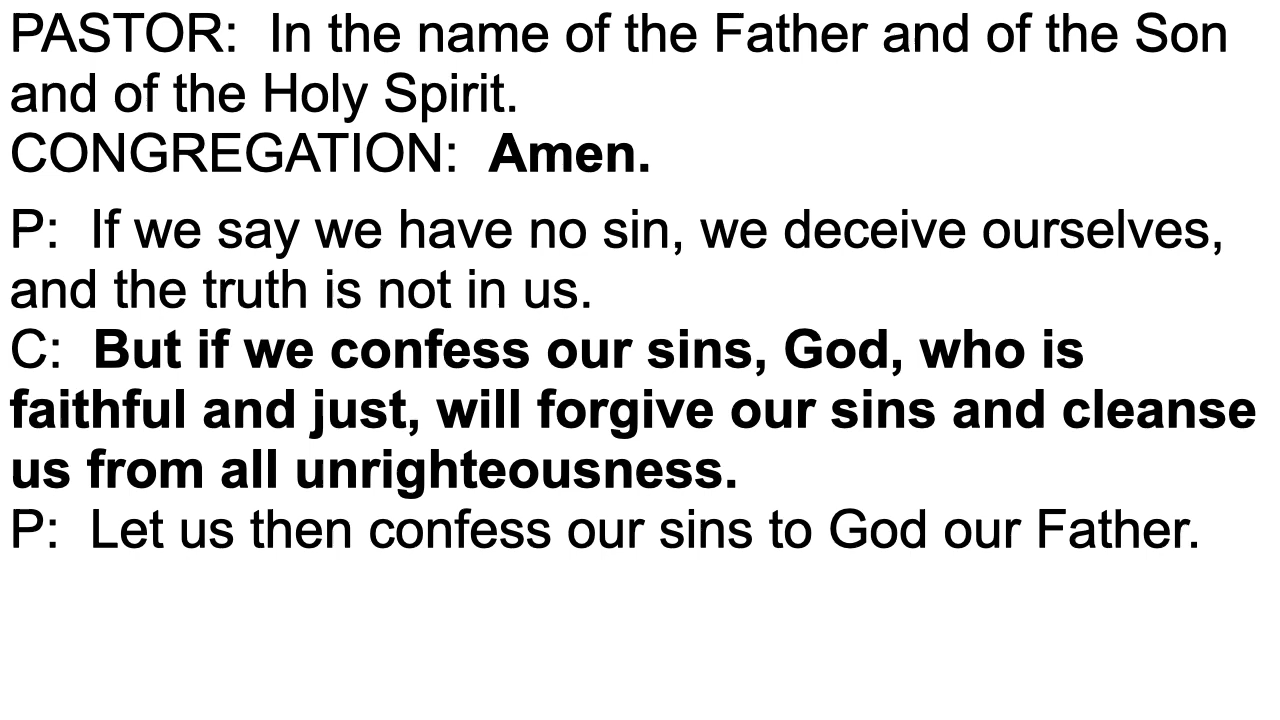 PASTOR:  In the name of the Father and of the Son
and of the Holy Spirit.
CONGREGATION:  Amen.
P:  If we say we have no sin, we deceive ourselves,
and the truth is not in us.
C:  But if we confess our sins, God, who is
faithful and just, will forgive our sins and cleanse
us from all unrighteousness.
P:  Let us then confess our sins to God our Father.